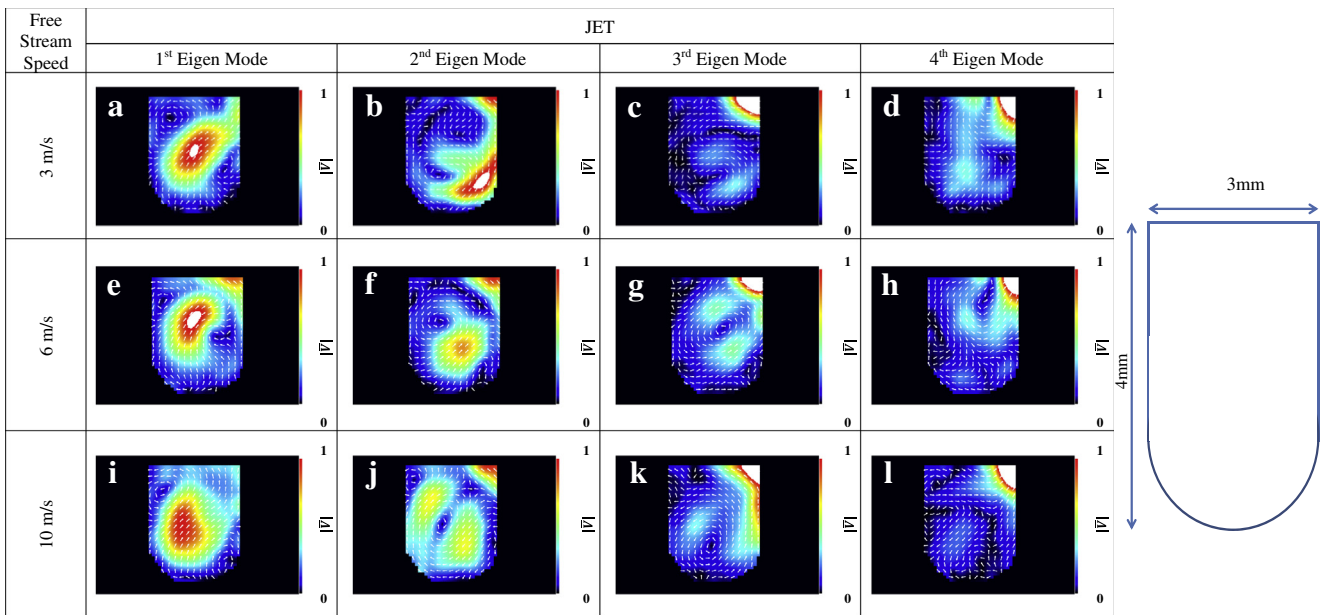 Free
Stream
Speed
JET
1st Eigen Mode
2nd Eigen Mode
3rd Eigen Mode
4th Eigen Mode
3 m/s
a
1
|v̅|
0
b
1
|v̅|
0
c
1
|v̅|
0
d
1
|v̅|
0
6 m/s
e
1
|v̅|
0
f
1
|v̅|
0
g
1
|v̅|
0
h
1
|v̅|
0
10 m/s
i
1
|v̅|
0
j
1
|v̅|
0
k
1
|v̅|
0
l
1
|v̅|
0
3mm
4mm